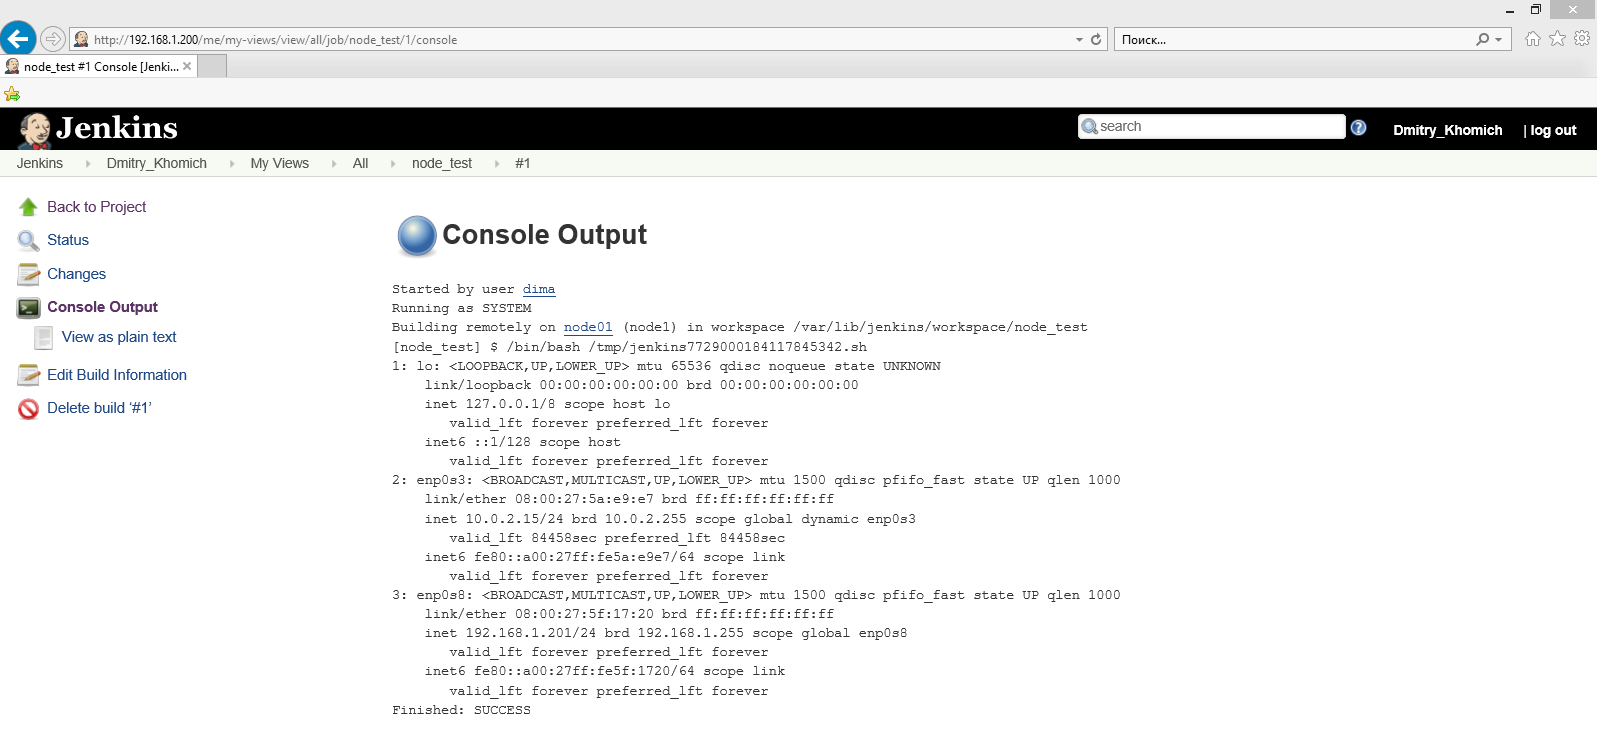 http://192.168.1.200/me/my-views/view/all/job/node_test/1/console
Поиск...
node_test #1 Console [Jenki...
Jenkins
search
Dmitry_Khomich
| log out
Jenkins
Dmitry_Khomich
My Views
All
node_test
#1
Back to Project
Status
Changes
Console Output
View as plain text
Edit Build Information
Delete build ‘#1’
Console Output
Started by user dima
Running as SYSTEM
Building remotely on node01 (node1) in workspace /var/lib/jenkins/workspace/node_test
[node_test] $ /bin/bash /tmp/jenkins7729000184117845342.sh
1: lo: <LOOPBACK,UP,LOWER_UP> mtu 65536 qdisc noqueue state UNKNOWN
link/loopback 00:00:00:00:00:00 brd 00:00:00:00:00:00
inet 127.0.0.1/8 scope host lo
valid_lft forever preferred_lft forever
inet6 ::1/128 scope host
valid_lft forever preferred_lft forever
2: enp0s3: <BROADCAST,MULTICAST,UP,LOWER_UP> mtu 1500 qdisc pfifo_fast state UP qlen 1000
link/ether 08:00:27:5a:e9:e7 brd ff:ff:ff:ff:ff:ff
inet 10.0.2.15/24 brd 10.0.2.255 scope global dynamic enp0s3
valid_lft 84458sec preferred_lft 84458sec
inet6 fe80::a00:27ff:fe5a:e9e7/64 scope link
valid_lft forever preferred_lft forever
3: enp0s8: <BROADCAST,MULTICAST,UP,LOWER_UP> mtu 1500 qdisc pfifo_fast state UP qlen 1000
link/ether 08:00:27:5f:17:20 brd ff:ff:ff:ff:ff:ff
inet 192.168.1.201/24 brd 192.168.1.255 scope global enp0s8
valid_lft forever preferred_lft forever
inet6 fe80::a00:27ff:fe5f:1720/64 scope link
valid_lft forever preferred_lft forever
Finished: SUCCESS